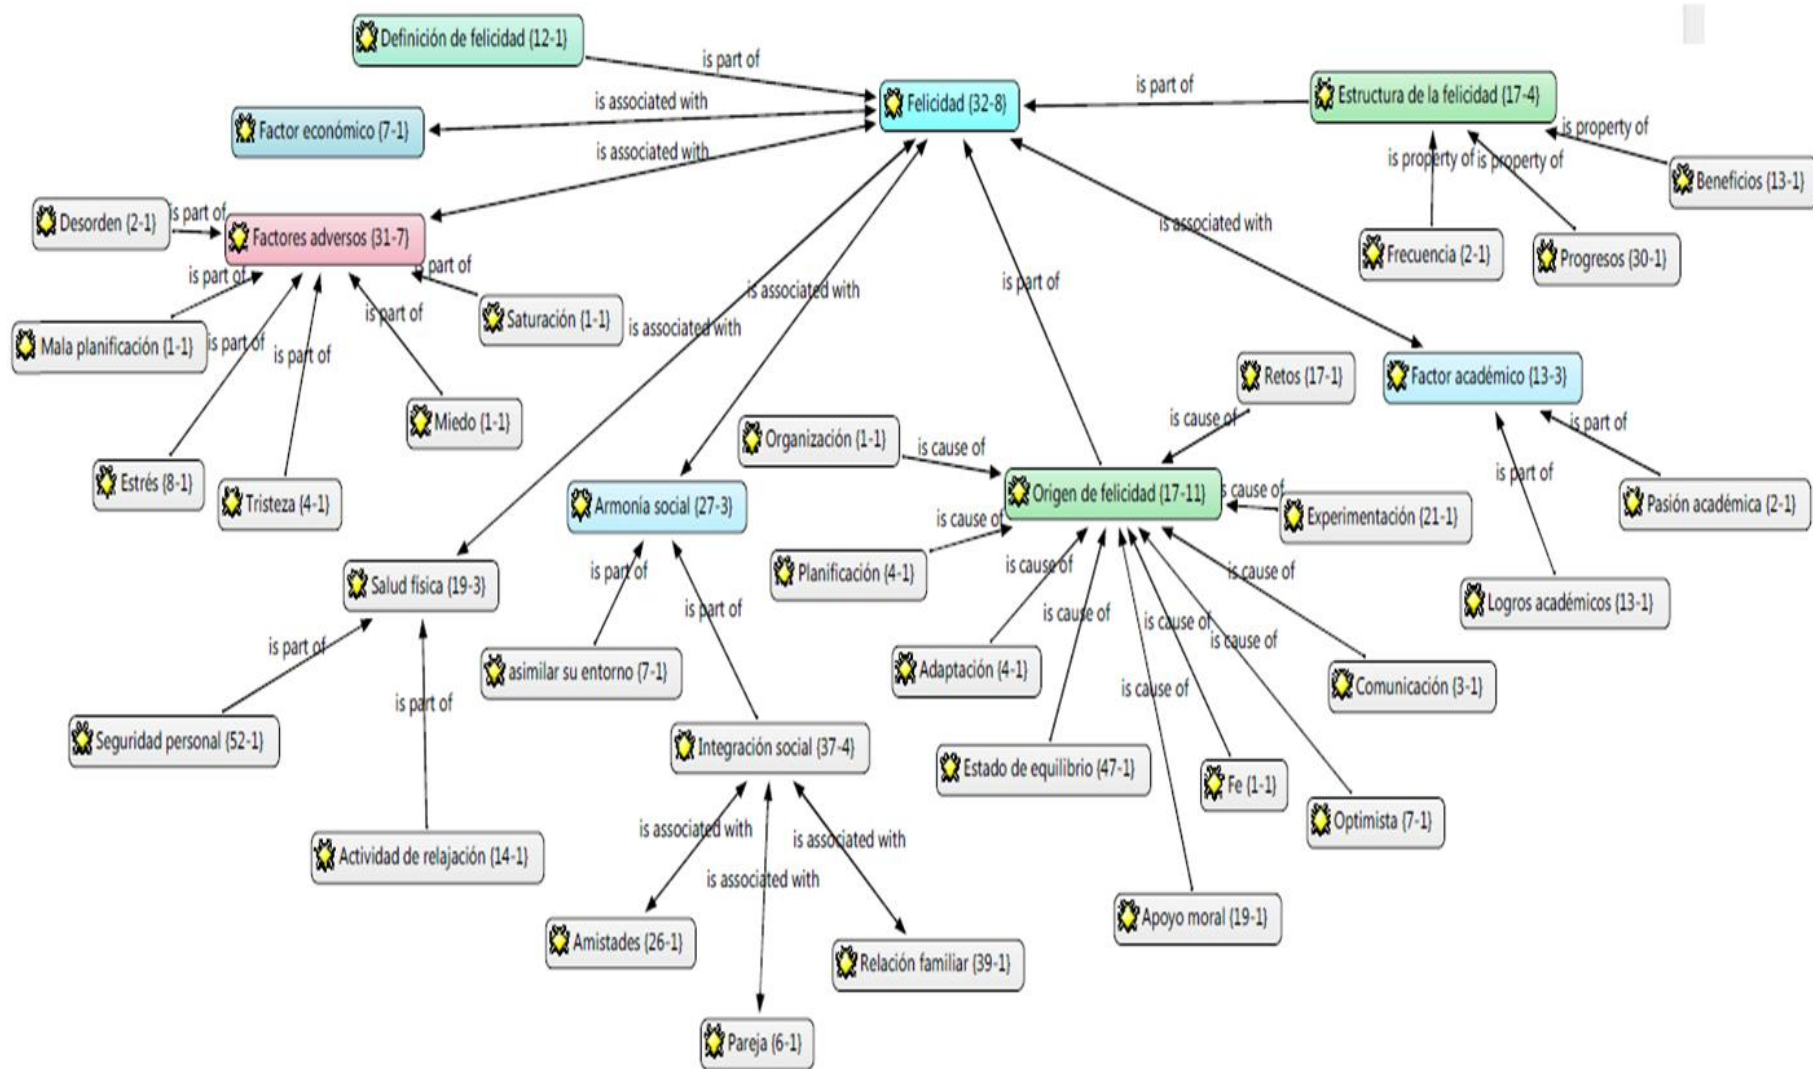 Definición de felicidad {12-1}
is part of
Felicidad {32-8}
is part of
Estructura de la felicidad {17-4}
is associated with
Factor económico {7-1}
is associated with
is property of
is property of
is property of
Beneficios {13-1}
Desorden {2-1}
is part of
Factores adversos {31-7}
is associated with
Frecuencia {2-1}
Progresos {30-1}
is part of
is part of
is part of
is associated with
Saturación {1-1}
is part of
is associated with
Mala planificación {1-1}
is part of
is part of
Retos {17-1}
Factor académico {13-3}
Miedo {1-1}
is cause of
is part of
Organización {1-1}
is cause of
Estrés {8-1}
Tristeza {4-1}
Armonía social {27-3}
Origen de felicidad {17-11}
is cause of
is part of
Pasión académica {2-1}
is cause of
Experimentación {21-1}
Salud física {19-3}
is part of
Planificación {4-1}
is cause of
is cause of
Logros académicos {13-1}
is part of
is cause of
is cause of
is cause of
is part of
asimilar su entorno {7-1}
Adaptación {4-1}
is cause of
Comunicación {3-1}
is part of
Seguridad personal {52-1}
Integración social {37-4}
Estado de equilibrio {47-1}
Fe {1-1}
Optimista {7-1}
is associated with
is associated with
Actividad de relajación {14-1}
is associated with
Apoyo moral {19-1}
Amistades {26-1}
Relación familiar {39-1}
Pareja {6-1}